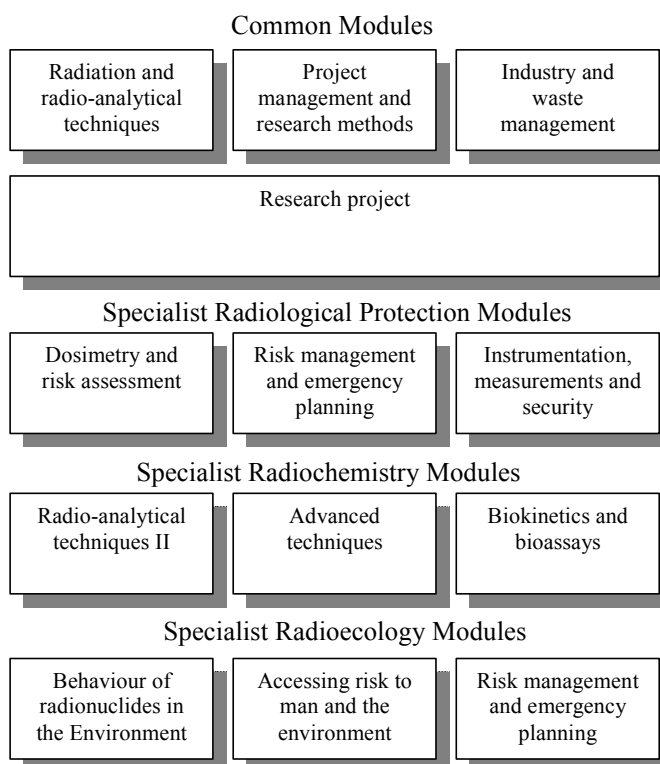 Common Modules
Radiation and
radio-analytical
techniques
Project
management and
research methods
Industry and
waste
management
Research project
Specialist Radiological Protection Modules
Dosimetry and
risk assessment
Risk management
and emergency
planning
Instrumentation,
measurements and
security
Specialist Radiochemistry Modules
Radio-analytical
techniques II
Advanced
techniques
Biokinetics and
bioassays
Specialist Radioecology Modules
Behaviour of
radionuclides in
the Environment
Accessing risk to
man and the
environment
Risk management
and emergency
planning